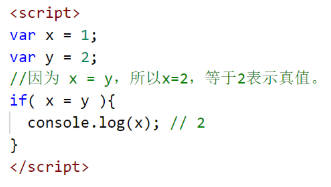 <script>
var x = 1;
var y = 2;
//因为 x = y，所以x=2，等于2表示真值。
if( x = y ){
  console.log(x); // 2
}
</script>